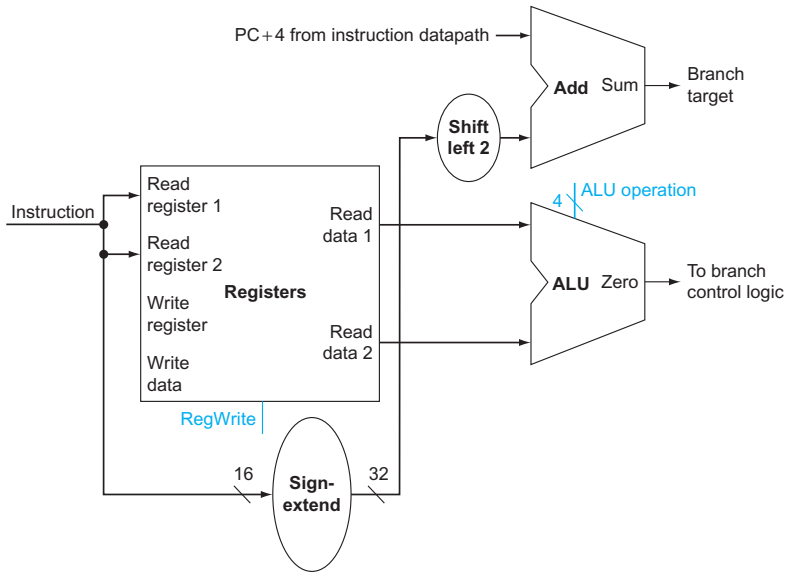 PC+4 from instruction datapath
Add
Sum
Branch
target
Shift
left 2
Instruction
Read
register 1
Read
register 2
Write
register
Write
data
Registers
Read
data 1
Read
data 2
RegWrite
4
ALU operation
ALU
Zero
To branch
control logic
16
Sign-
extend
32